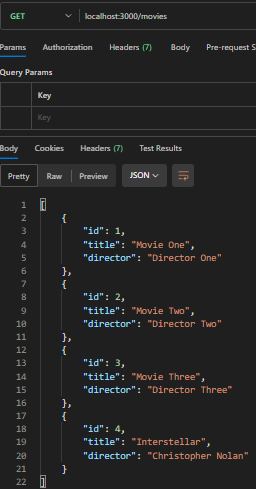 GET localhost:3000/movies
Params Authorization Headers (7) Body Pre-request S
Query Params
Key
Key
Body Cookies Headers (7) Test Results
Pretty Raw Preview JSON
1 [
2 {
3 "id": 1,
4 "title": "Movie One",
5 "director": "Director One"
6 },
7 {
8 "id": 2,
9 "title": "Movie Two",
10 "director": "Director Two"
11 },
12 {
13 "id": 3,
14 "title": "Movie Three",
15 "director": "Director Three"
16 },
17 {
18 "id": 4,
19 "title": "Interstellar",
20 "director": "Christopher Nolan"
21 }
22 ]